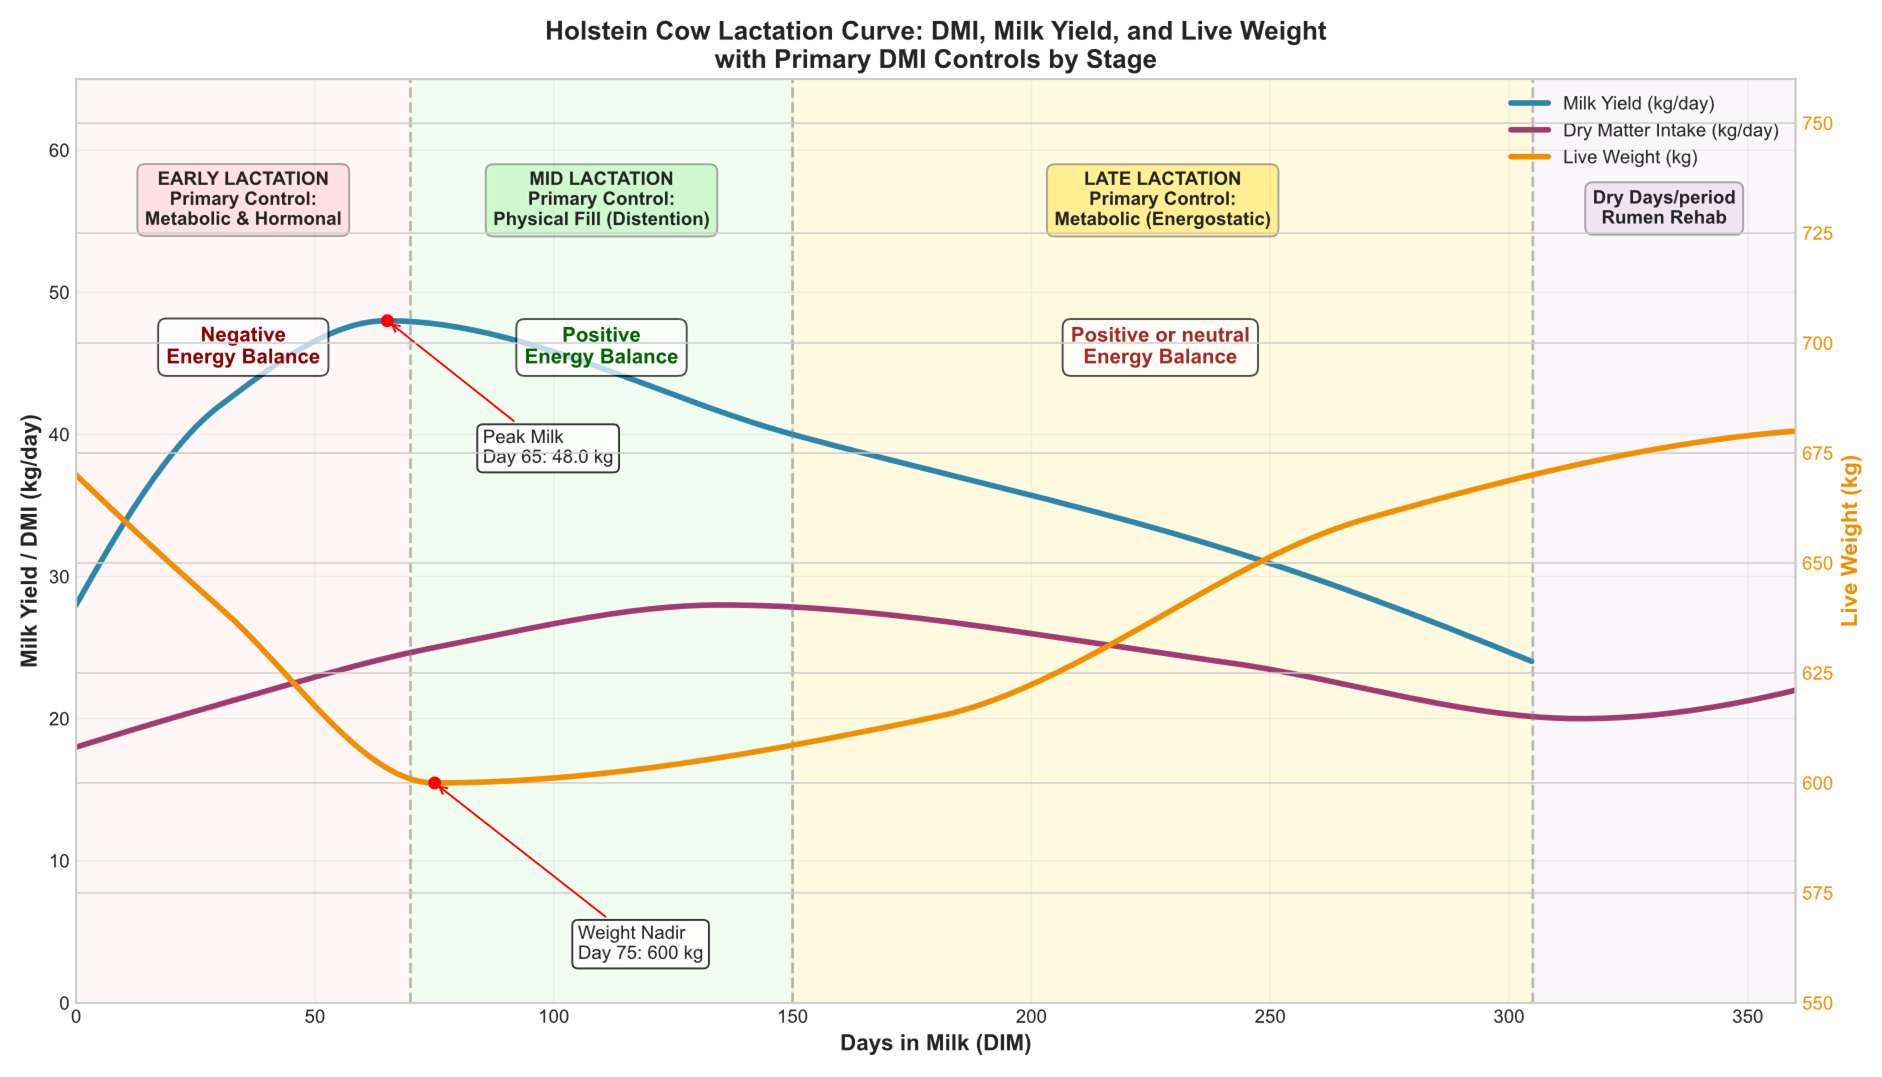 Holstein Cow Lactation Curve: DMI, Milk Yield, and Live Weight
with Primary DMI Controls by Stage
Milk Yield (kg/day)
Dry Matter Intake (kg/day)
Live Weight (kg)
EARLY LACTATION
Primary Control:
Metabolic & Hormonal
MID LACTATION
Primary Control:
Physical Fill (Distention)
LATE LACTATION
Primary Control:
Metabolic (Energostatic)
Dry Days/period
Rumen Rehab
Negative
Energy Balance
Positive
Energy Balance
Positive or neutral
Energy Balance
Peak Milk
Day 65: 48.0 kg
Weight Nadir
Day 75: 600 kg
Milk Yield / DMI (kg/day)
60
50
40
30
20
10
0
750
725
700
675
650
625
600
575
550
Live Weight (kg)
0
50
100
150
200
250
300
350
Days in Milk (DIM)